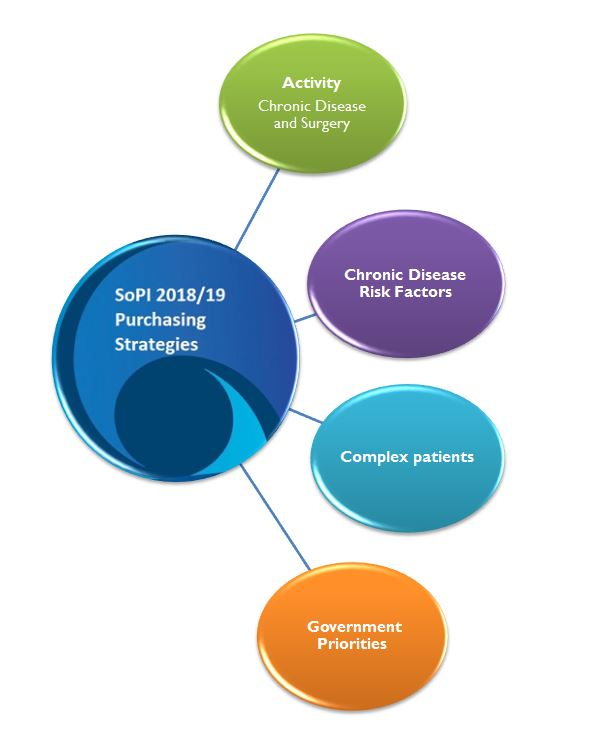 Activity
Chronic Disease
and Surgery
SoPI 2018/19
Purchasing
Strategies
Chronic Disease
Risk Factors
Complex patients
Government
Priorities